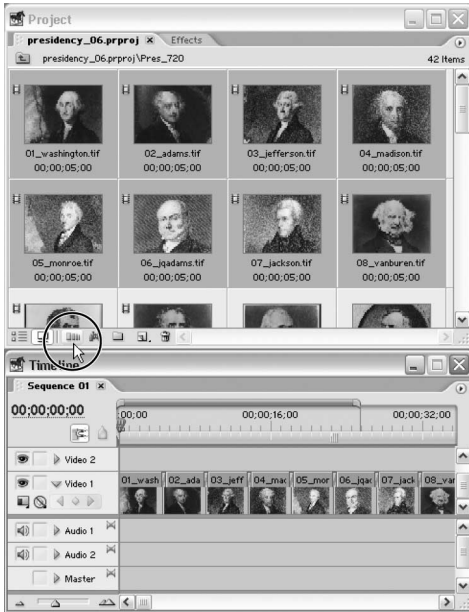 Project
presidency_06.prproj × Effects
presidency_06.prproj\Pres_720 42 Items
01_washington.tif 02_adams.tif 03_jefferson.tif 04_madison.tif
00;00;05;00 00;00;05;00 00;00;05;00 00;00;05;00
05_monroe.tif 06_jqadams.tif 07_jackson.tif 08_vanburen.tif
00;00;05;00 00;00;05;00 00;00;05;00 00;00;05;00
Timeline
Sequence 01 ×
00;00;00;00 00;00 00;00;16;00 00;00;32;00
Video 2
Video 1 01_wash 02_ada 03_jeff 04_mac 05_mor 06_jqac 07_jack 08_var
Audio 1
Audio 2
Master